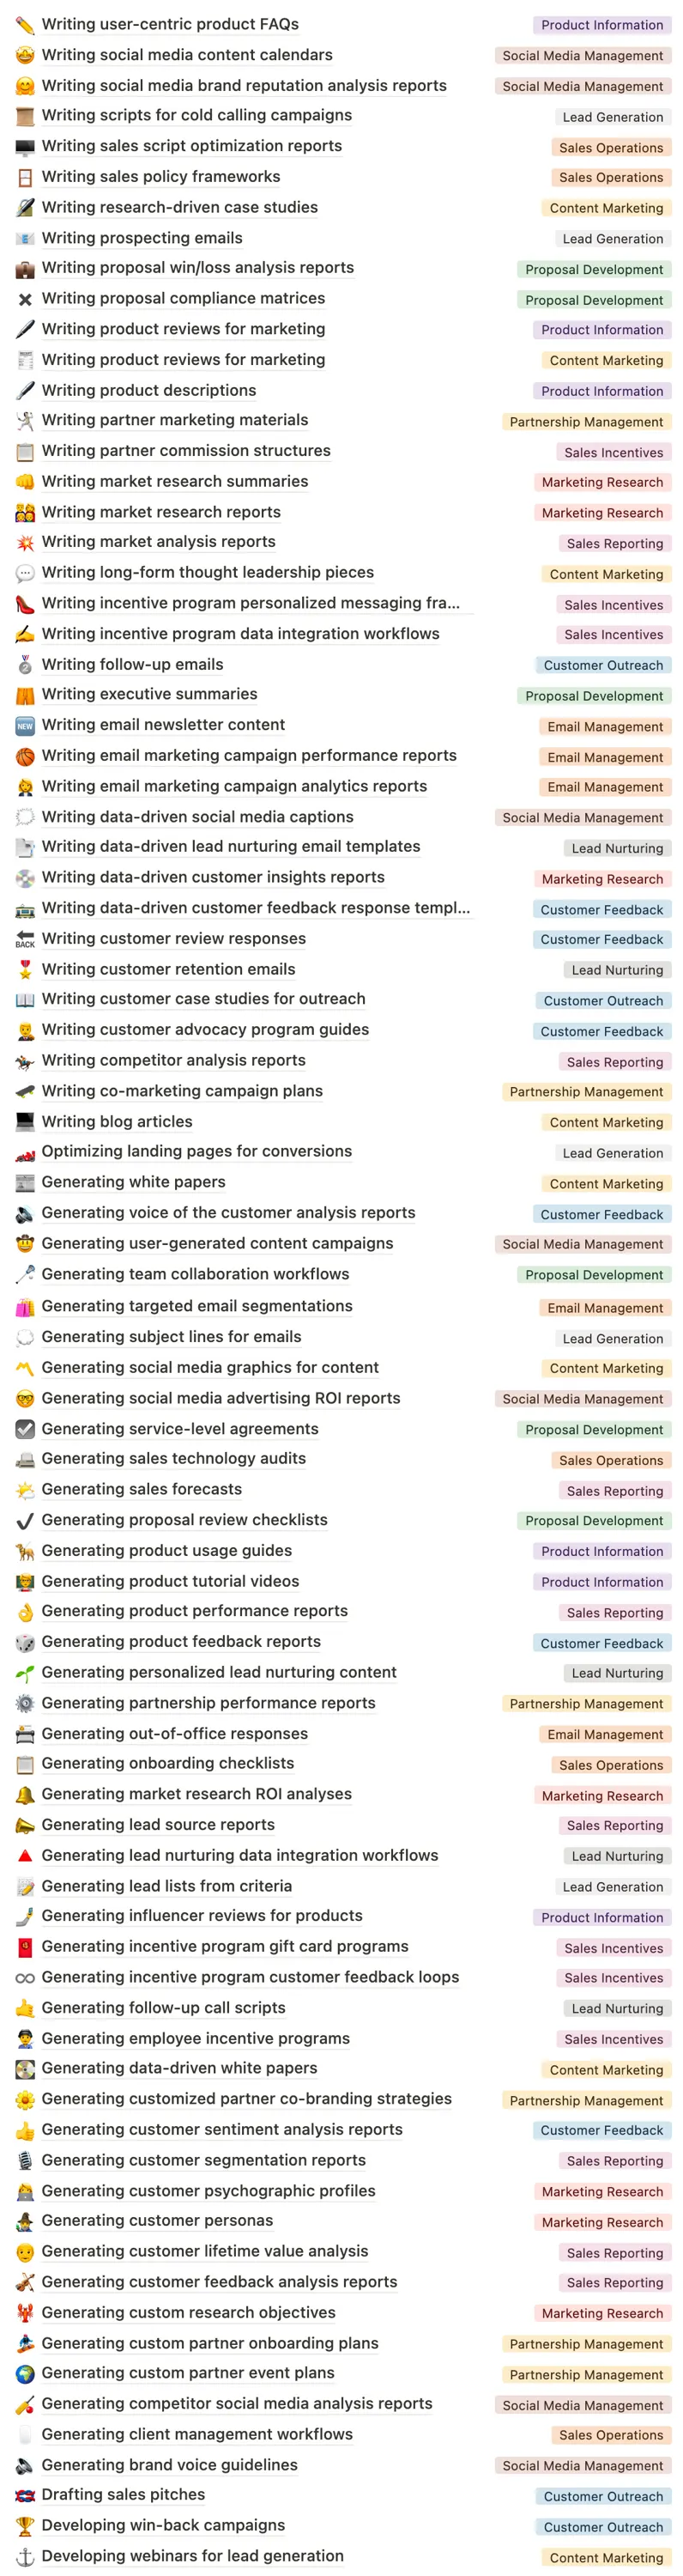 Writing user-centric product FAQs Product Information
Writing social media content calendars Social Media Management
Writing social media brand reputation analysis reports Social Media Management
Writing scripts for cold calling campaigns Lead Generation
Writing sales script optimization reports Sales Operations
Writing sales policy frameworks Sales Operations
Writing research-driven case studies Content Marketing
Writing prospecting emails Lead Generation
Writing proposal win/loss analysis reports Proposal Development
Writing proposal compliance matrices Proposal Development
Writing product reviews for marketing Product Information
Writing product reviews for marketing Content Marketing
Writing product descriptions Product Information
Writing partner marketing materials Partnership Management
Writing partner commission structures Sales Incentives
Writing market research summaries Marketing Research
Writing market research reports Marketing Research
Writing market analysis reports Sales Reporting
Writing long-form thought leadership pieces Content Marketing
Writing incentive program personalized messaging fra... Sales Incentives
Writing incentive program data integration workflows Sales Incentives
Writing follow-up emails Customer Outreach
Writing executive summaries Proposal Development
NEW Writing email newsletter content Email Management
Writing email marketing campaign performance reports Email Management
Writing email marketing campaign analytics reports Email Management
Writing data-driven social media captions Social Media Management
Writing data-driven lead nurturing email templates Lead Nurturing
Writing data-driven customer insights reports Marketing Research
Writing data-driven customer feedback response templ... Customer Feedback
BACK Writing customer review responses Customer Feedback
Writing customer retention emails Lead Nurturing
Writing customer case studies for outreach Customer Outreach
Writing customer advocacy program guides Customer Feedback
Writing competitor analysis reports Sales Reporting
Writing co-marketing campaign plans Partnership Management
Writing blog articles Content Marketing
Optimizing landing pages for conversions Lead Generation
Generating white papers Content Marketing
Generating voice of the customer analysis reports Customer Feedback
Generating user-generated content campaigns Social Media Management
Generating team collaboration workflows Proposal Development
Generating targeted email segmentations Email Management
Generating subject lines for emails Lead Generation
Generating social media graphics for content Content Marketing
Generating social media advertising ROI reports Social Media Management
Generating service-level agreements Proposal Development
Generating sales technology audits Sales Operations
Generating sales forecasts Sales Reporting
Generating proposal review checklists Proposal Development
Generating product usage guides Product Information
Generating product tutorial videos Product Information
Generating product performance reports Sales Reporting
Generating product feedback reports Customer Feedback
Generating personalized lead nurturing content Lead Nurturing
Generating partnership performance reports Partnership Management
Generating out-of-office responses Email Management
Generating onboarding checklists Sales Operations
Generating market research ROI analyses Marketing Research
Generating lead source reports Sales Reporting
Generating lead nurturing data integration workflows Lead Nurturing
Generating lead lists from criteria Lead Generation
Generating influencer reviews for products Product Information
Generating incentive program gift card programs Sales Incentives
Generating incentive program customer feedback loops Sales Incentives
Generating follow-up call scripts Lead Nurturing
Generating employee incentive programs Sales Incentives
Generating data-driven white papers Content Marketing
Generating customized partner co-branding strategies Partnership Management
Generating customer sentiment analysis reports Customer Feedback
Generating customer segmentation reports Sales Reporting
Generating customer psychographic profiles Marketing Research
Generating customer personas Marketing Research
Generating customer lifetime value analysis Sales Reporting
Generating customer feedback analysis reports Sales Reporting
Generating custom research objectives Marketing Research
Generating custom partner onboarding plans Partnership Management
Generating custom partner event plans Partnership Management
Generating competitor social media analysis reports Social Media Management
Generating client management workflows Sales Operations
Generating brand voice guidelines Social Media Management
Drafting sales pitches Customer Outreach
Developing win-back campaigns Customer Outreach
Developing webinars for lead generation Content Marketing